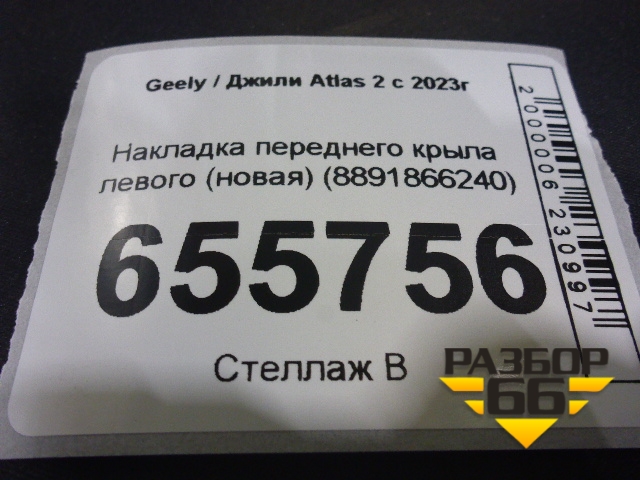 Geely / Джили Atlas 2 с 2023г
Накладка переднего крыла
левого (новая) (8891866240)
655756
Стеллаж В
2000006230997
РАЗБОР
66